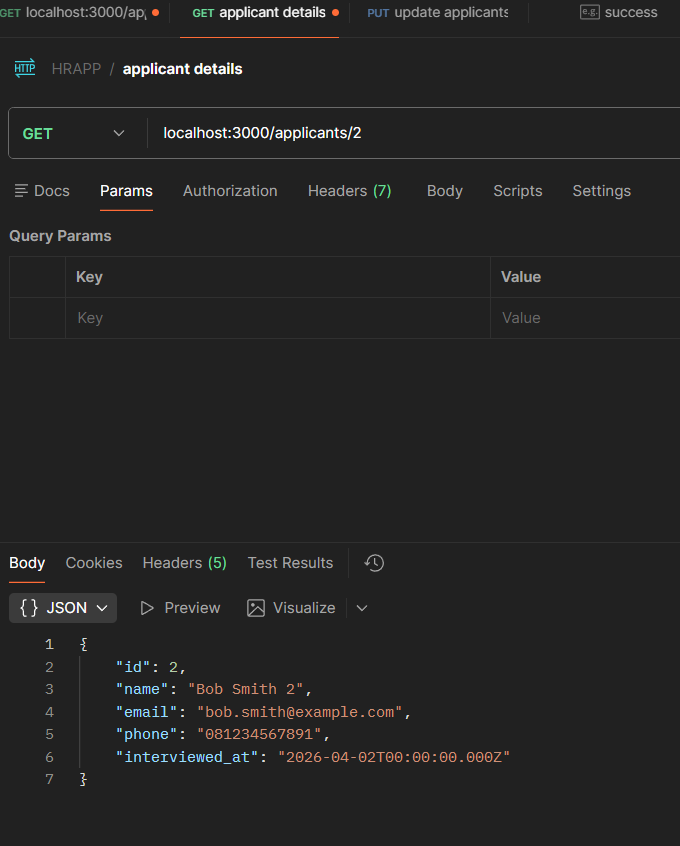 GET localhost:3000/ap GET applicant details PUT update applicants e.g. success
HTTP HRAPP / applicant details
GET localhost:3000/applicants/2
Docs Params Authorization Headers (7) Body Scripts Settings
Query Params
Key Value
Key Value
Body Cookies Headers (5) Test Results
{} JSON Preview Visualize
1 {
2 "id": 2,
3 "name": "Bob Smith 2",
4 "email": "bob.smith@example.com",
5 "phone": "081234567891",
6 "interviewed_at": "2026-04-02T00:00:00.000Z"
7 }